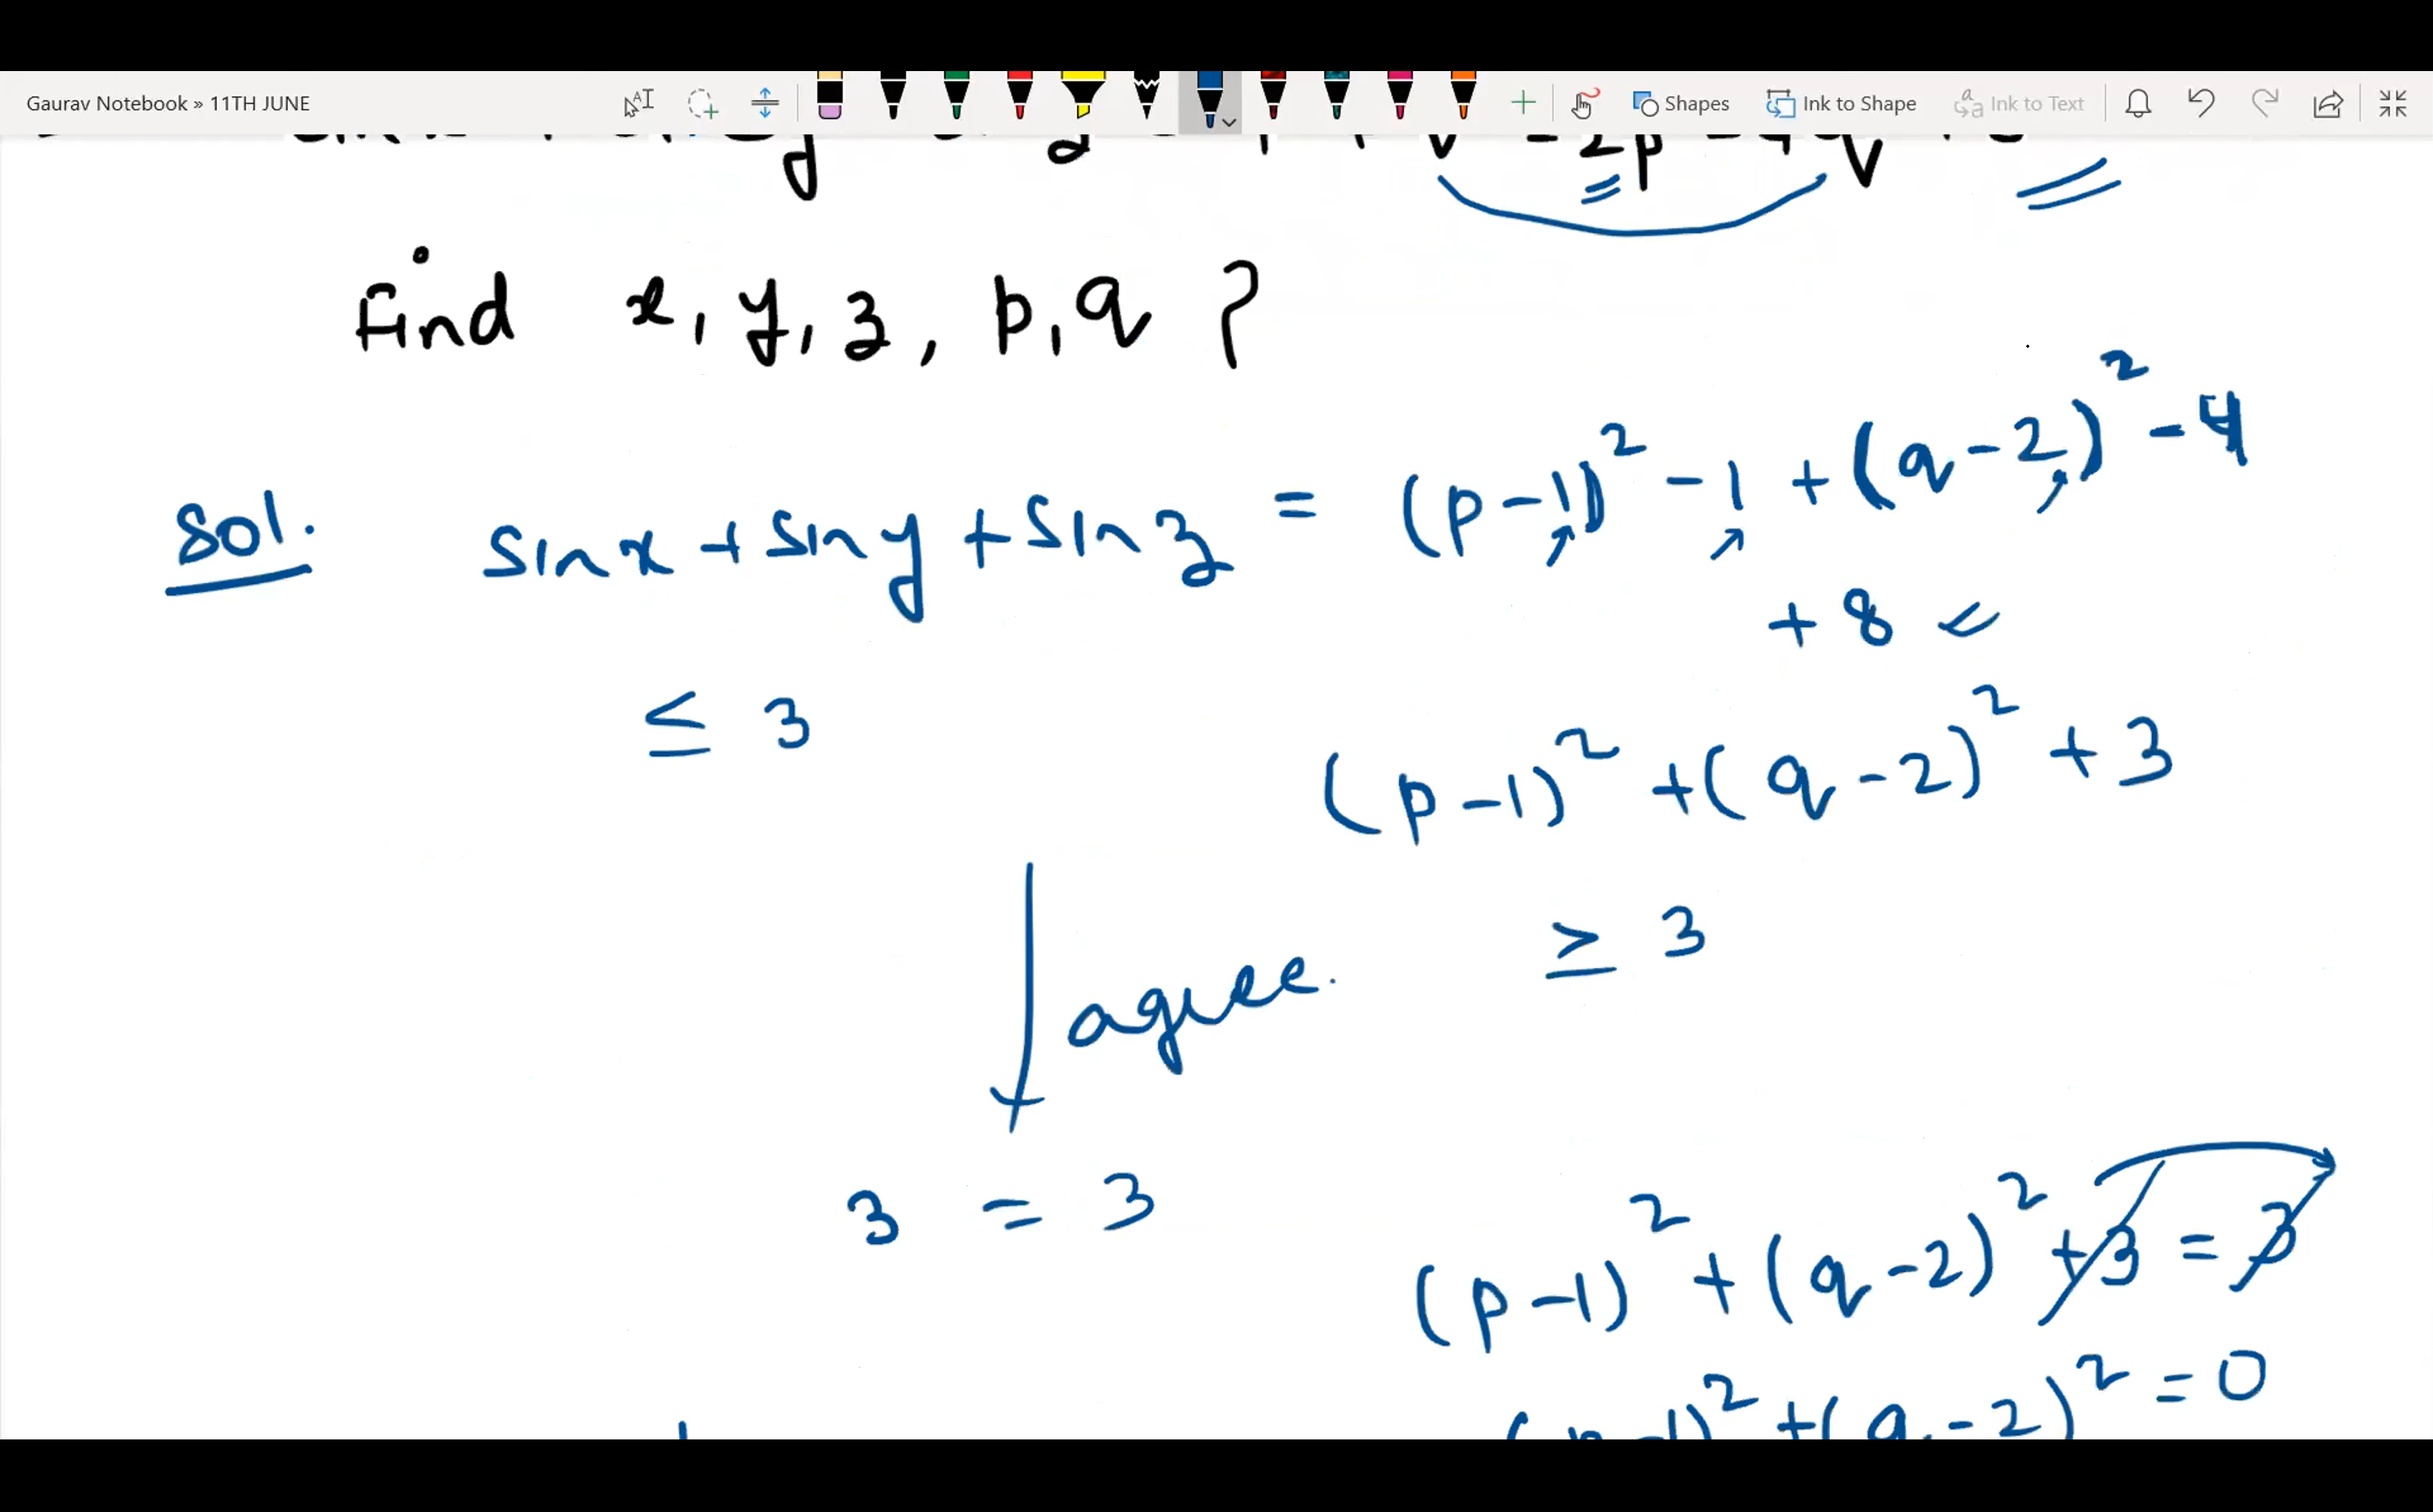 Gaurav Notebook » 11TH JUNE
Shapes
Ink to Shape
Ink to Text
Find x, y, z, p, q ?
Sol. sin x + sin y + sin z = (p-1)² - 1 + (q-2)² - 4
+ 8
≤ 3
(p-1)² + (q-2)² + 3
≥ 3
agree.
3 = 3
(p-1)² + (q-2)² + 3 = 3
(p-1)² + (q-2)² = 0